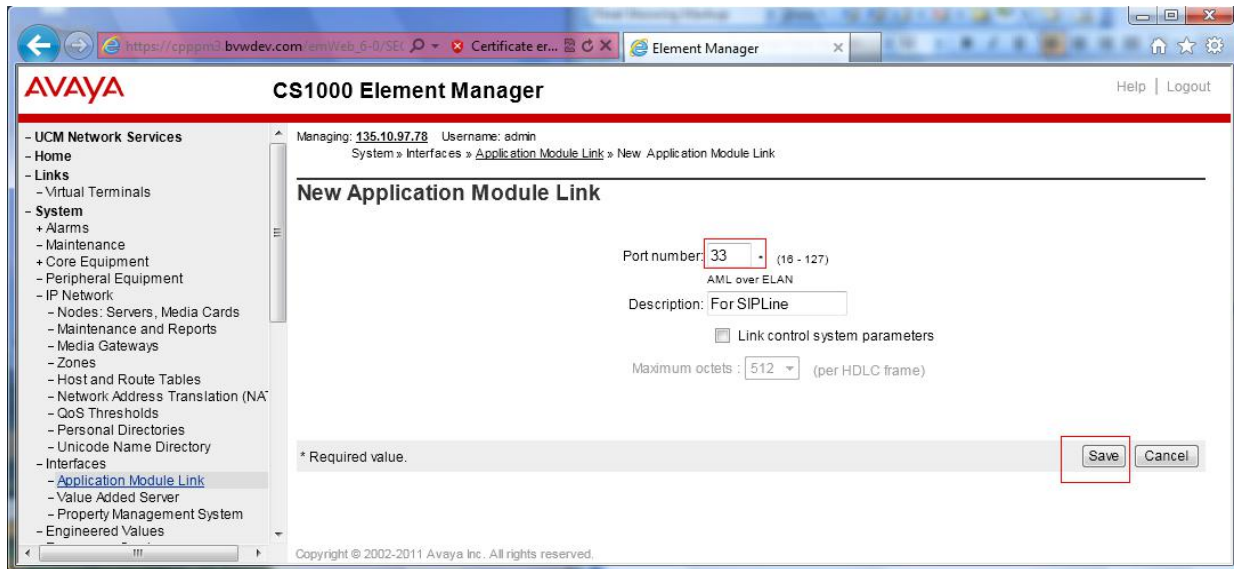 https://cpppm3.bvwdev.com/emWeb_6-0/SEC
Certificate er...
Element Manager
AVAYA
CS1000 Element Manager
Help | Logout
- UCM Network Services
- Home
- Links
- Virtual Terminals
- System
+ Alarms
- Maintenance
+ Core Equipment
- Peripheral Equipment
- IP Network
- Nodes: Servers, Media Cards
- Maintenance and Reports
- Media Gateways
- Zones
- Host and Route Tables
- Network Address Translation (NA
- QoS Thresholds
- Personal Directories
- Unicode Name Directory
- Interfaces
- Application Module Link
- Value Added Server
- Property Management System
- Engineered Values
Managing: 135.10.97.78 Username: admin
System » Interfaces » Application Module Link » New Application Module Link
New Application Module Link
Port number: 33 * (16 - 127)
AML over ELAN
Description: For SIPLine
Link control system parameters
Maximum octets : 512 (per HDLC frame)
* Required value.
Save Cancel
Copyright © 2002-2011 Avaya Inc. All rights reserved.